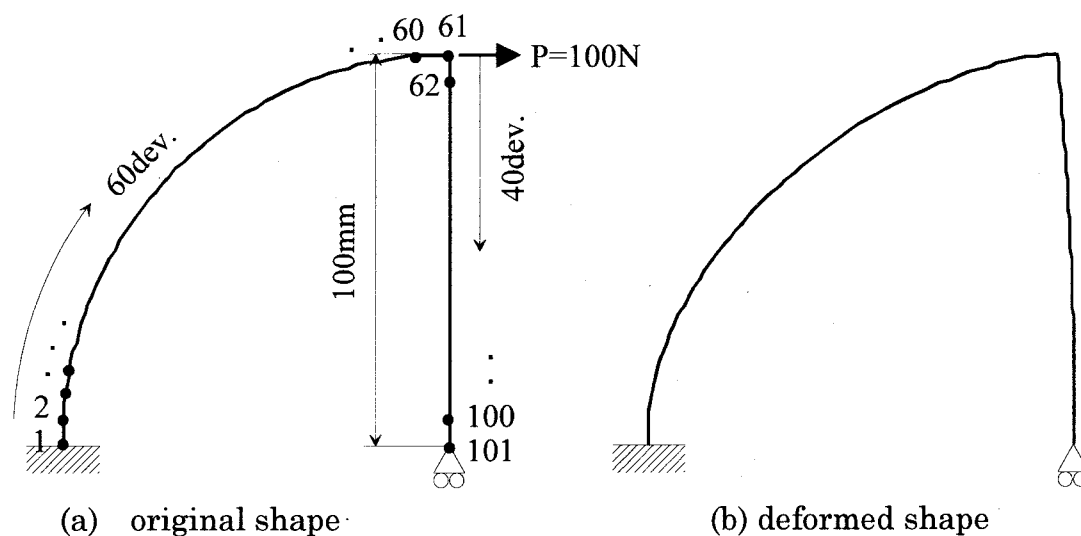 60
61
P=100N
62
60dev.
40dev.
100mm
2
1
100
101
(a) original shape
(b) deformed shape